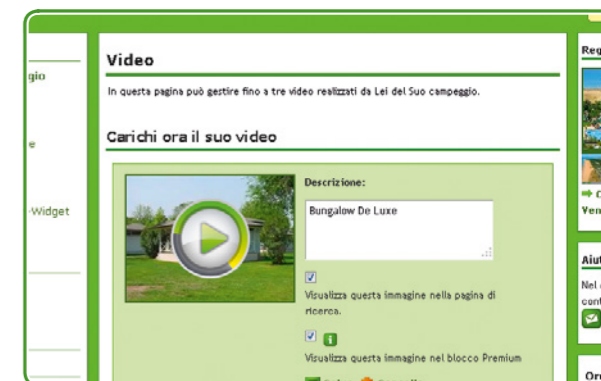 gio
e
-Widget
Video
In questa pagina può gestire fino a tre video realizzati da Lei del Suo campeggio.
Carichi ora il suo video
Descrizione:
Bungalow De Luxe
Visualizza questa immagine nella pagina di
ricerca.
Visualizza questa immagine nel blocco Premium
Reg
Ven
Aiut
Nel
cont